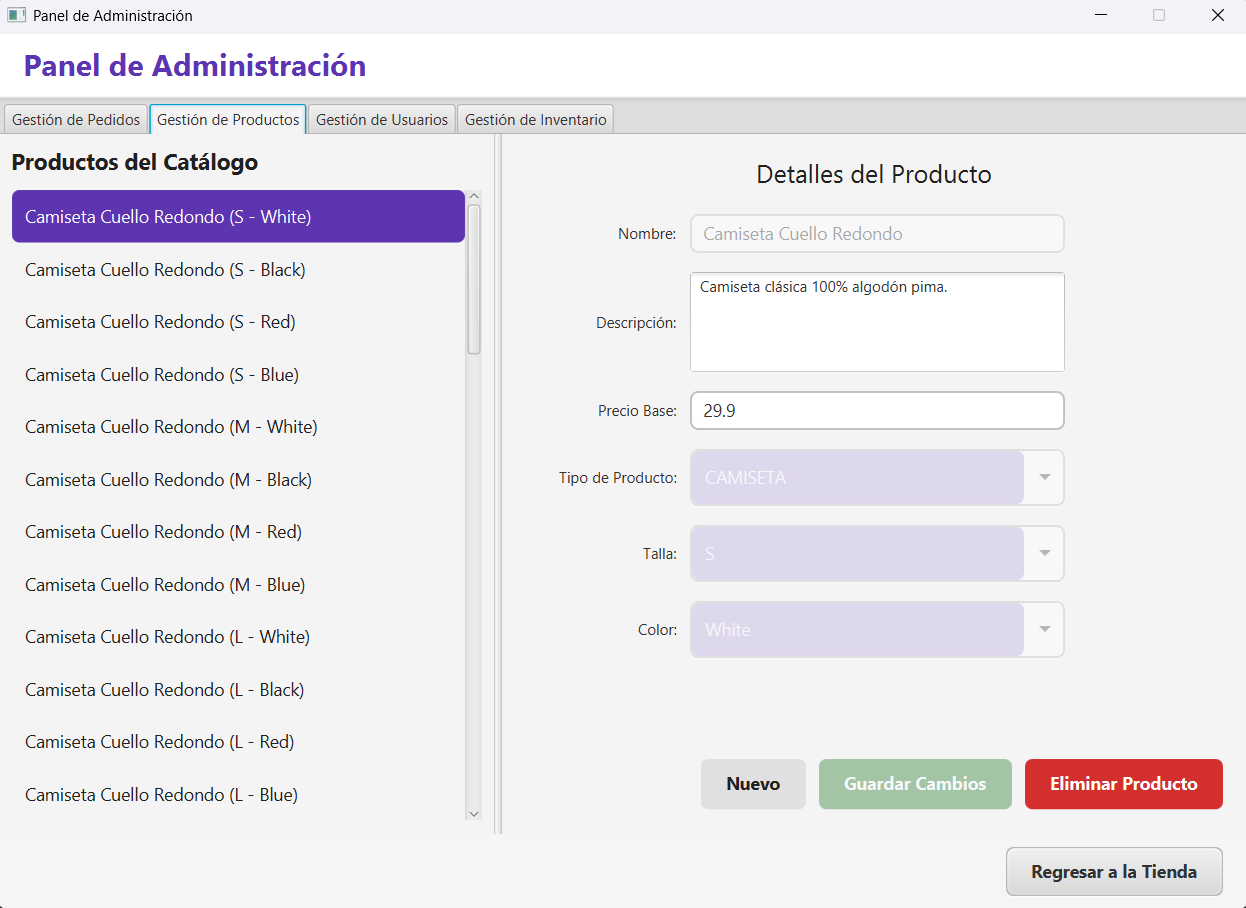 Panel de Administración
Panel de Administración
Gestión de Pedidos
Gestión de Productos
Gestión de Usuarios
Gestión de Inventario
Productos del Catálogo
Camiseta Cuello Redondo (S - White)
Camiseta Cuello Redondo (S - Black)
Camiseta Cuello Redondo (S - Red)
Camiseta Cuello Redondo (S - Blue)
Camiseta Cuello Redondo (M - White)
Camiseta Cuello Redondo (M - Black)
Camiseta Cuello Redondo (M - Red)
Camiseta Cuello Redondo (M - Blue)
Camiseta Cuello Redondo (L - White)
Camiseta Cuello Redondo (L - Black)
Camiseta Cuello Redondo (L - Red)
Camiseta Cuello Redondo (L - Blue)
Detalles del Producto
Nombre: Camiseta Cuello Redondo
Descripción: Camiseta clásica 100% algodón pima.
Precio Base: 29.9
Tipo de Producto: CAMISETA
Talla: S
Color: White
Nuevo
Guardar Cambios
Eliminar Producto
Regresar a la Tienda